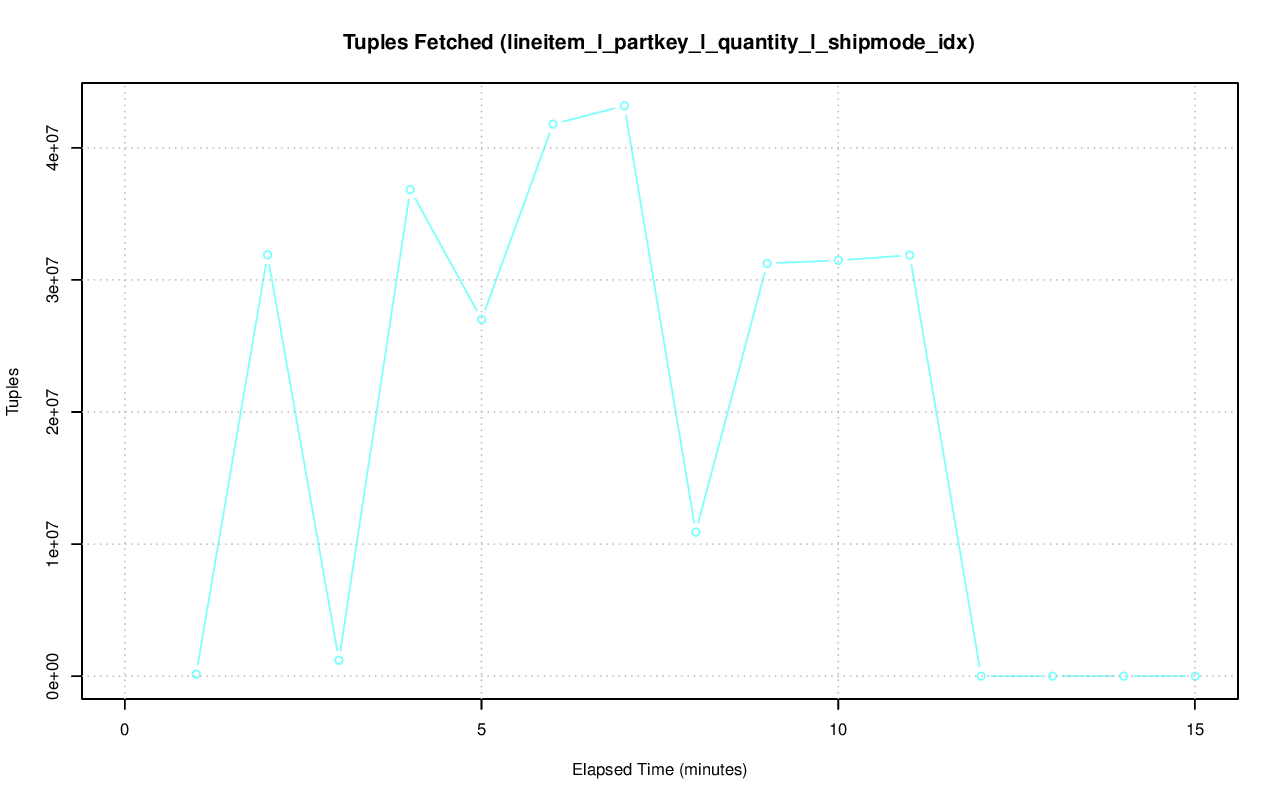 Tuples Fetched (lineitem_l_partkey_l_quantity_l_shipmode_idx)
4e+07
3e+07
2e+07
1e+07
0e+00
Tuples
0 5 10 15
Elapsed Time (minutes)